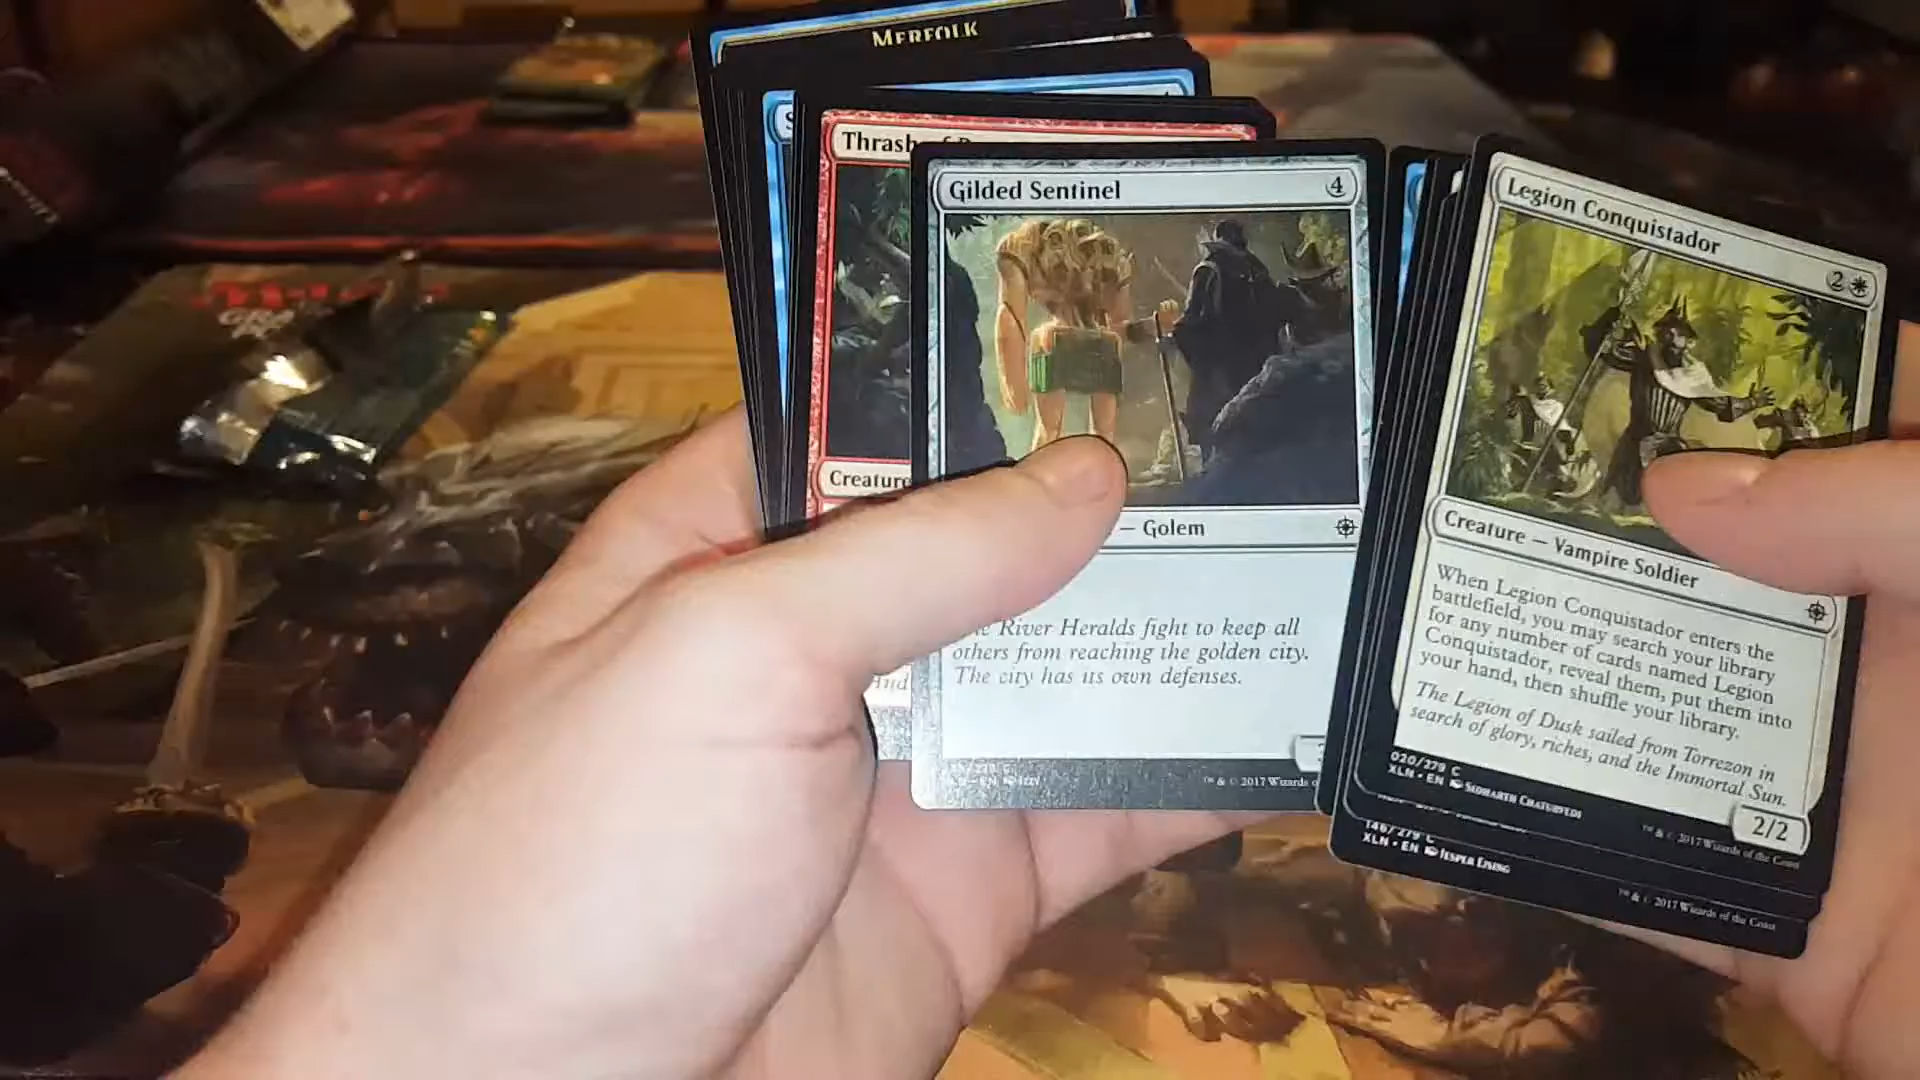 MERFOLK
S
Thrash of
Creature
And
Gilded Sentinel
4
— Golem
River Heralds fight to keep all
others from reaching the golden city.
The city has its own defenses.
™ & © 2017 Wizards of
Legion Conquistador
2
Creature — Vampire Soldier
When Legion Conquistador enters the
battlefield, you may search your library
for any number of cards named Legion
Conquistador, reveal them, put them into
your hand, then shuffle your library.
The Legion of Dusk sailed from Torrezon in
search of glory, riches, and the Immortal Sun.
2/2
020/279 C
XLN • EN SIDHARTH CHATURVEDI
™ & © 2017 Wizards of the Coast
146/279 C
XLN • EN JESPER EJSING
™ & © 2017 Wizards of the Coast